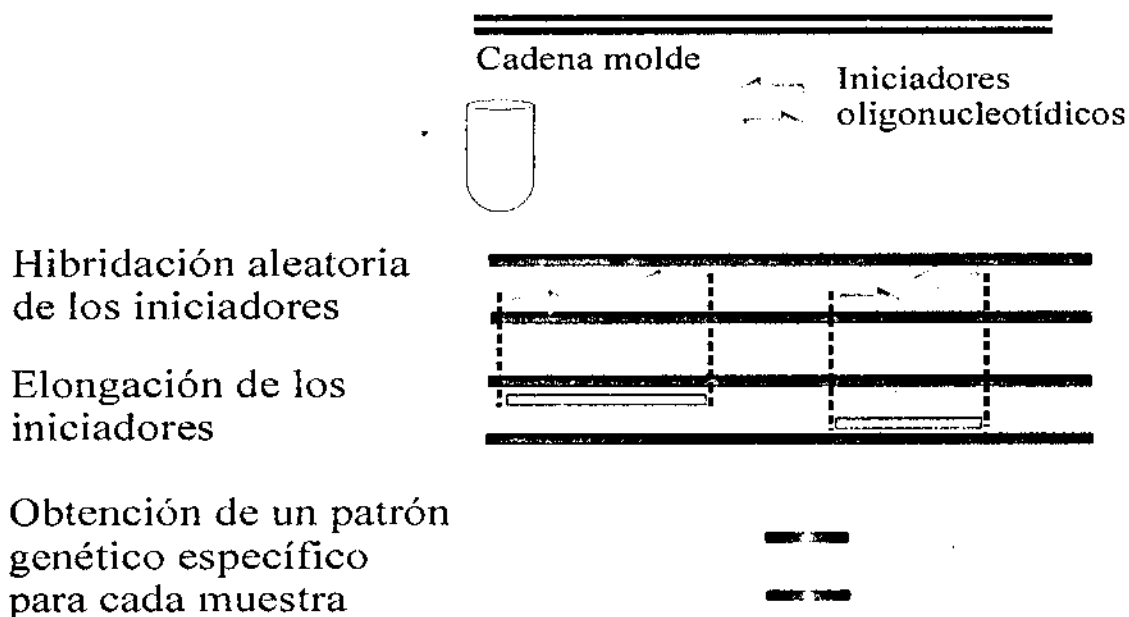 Cadena molde
Iniciadores
oligonucleotídicos
Hibridación aleatoria
de los iniciadores
Elongación de los
iniciadores
Obtención de un patrón
genético específico
para cada muestra